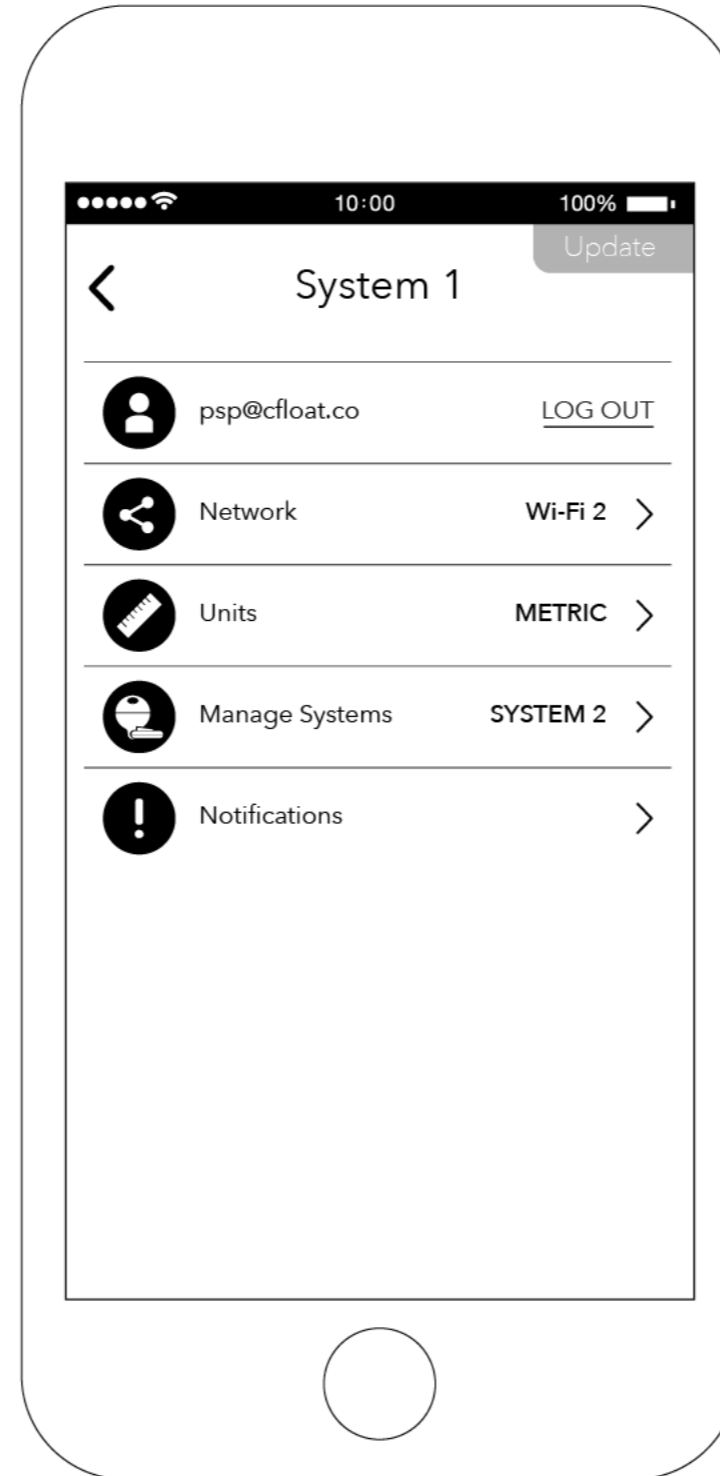 10:00 100%
Update
System 1
psp@cfloat.co LOG OUT
Network Wi-Fi 2
Units METRIC
Manage Systems SYSTEM 2
Notifications